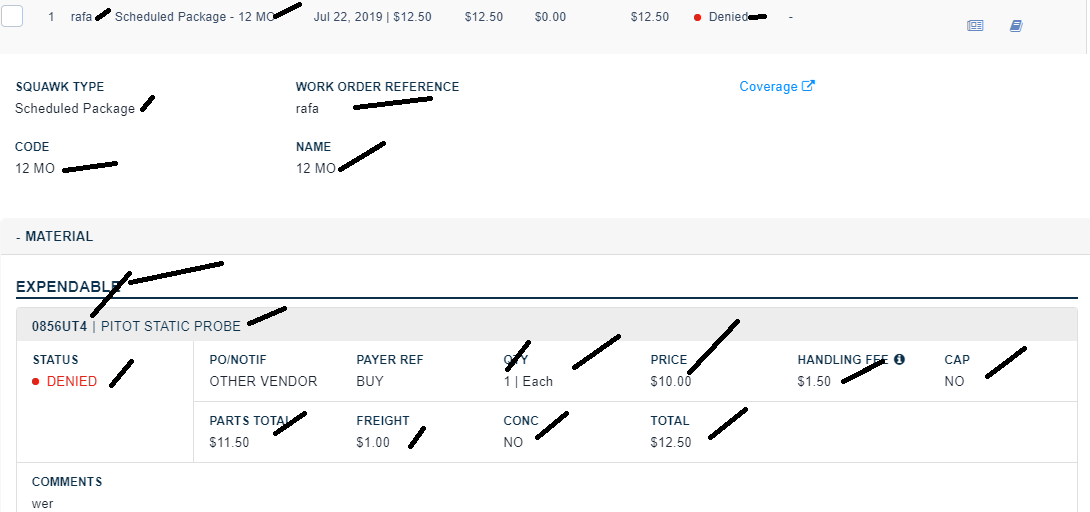 1 rafa Scheduled Package - 12 MO Jul 22, 2019 | $12.50 $12.50 $0.00 $12.50 Denied -
SQUAWK TYPE WORK ORDER REFERENCE Coverage
Scheduled Package rafa
CODE NAME
12 MO 12 MO
- MATERIAL
EXPENDABLE
0856UT4 | PITOT STATIC PROBE
STATUS PO/NOTIF PAYER REF QTY PRICE HANDLING FEE CAP
DENIED OTHER VENDOR BUY 1 | Each $10.00 $1.50 NO
PARTS TOTAL FREIGHT CONC TOTAL
$11.50 $1.00 NO $12.50
COMMENTS
wer